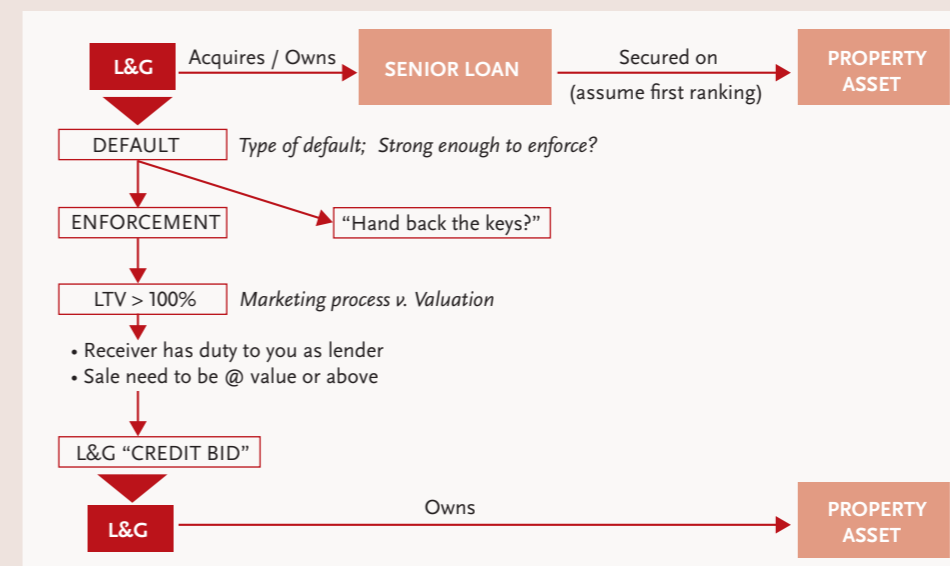 L&G
Acquires / Owns
SENIOR LOAN
Secured on
(assume first ranking)
PROPERTY
ASSET
DEFAULT
Type of default; Strong enough to enforce?
ENFORCEMENT
“Hand back the keys?”
LTV > 100%
Marketing process v. Valuation
• Receiver has duty to you as lender
• Sale need to be @ value or above
L&G “CREDIT BID”
L&G
Owns
PROPERTY
ASSET